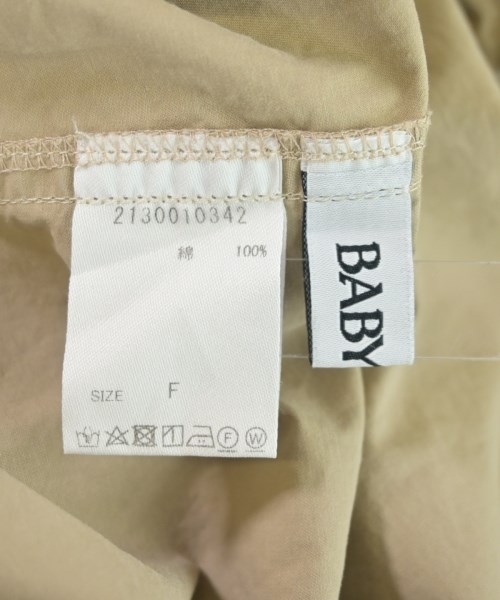 2130010342
綿 100%
SIZE F
F W
BABY